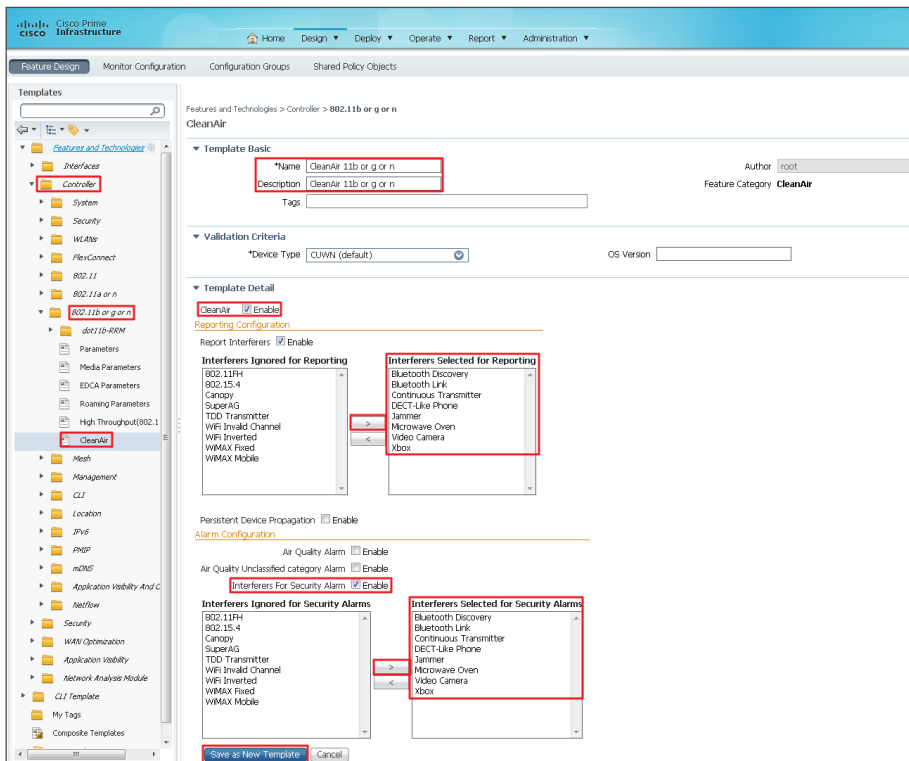 Cisco Prime
CISCO Infrastructure
Home Design Deploy Operate Report Administration
Feature Design Monitor Configuration Configuration Groups Shared Policy Objects
Templates
Features and Technologies
Interfaces
Controller
System
Security
WLANs
FlexConnect
802.11
802.11a or n
802.11b or g or n
dot11b-RRM
Parameters
Media Parameters
EDCA Parameters
Roaming Parameters
High Throughput(802.1
CleanAir
Mesh
Management
CLI
Location
IPv6
PMIP
mDNS
Application Visibility And C
Netflow
Security
WAN Optimization
Application Visibility
Network Analysis Module
CLI Template
My Tags
Composite Templates
Features and Technologies > Controller > 802.11b or g or n
CleanAir
Template Basic
*Name CleanAir 11b or g or n
Author root
Description CleanAir 11b or g or n
Feature Category CleanAir
Tags
Validation Criteria
*Device Type CUWN (default)
OS Version
Template Detail
CleanAir Enable
Reporting Configuration
Report Interferers Enable
Interferers Ignored for Reporting
802.11FH
802.15.4
Canopy
SuperAG
TDD Transmitter
WiFi Invalid Channel
WiFi Inverted
WiMAX Fixed
WiMAX Mobile
>
<
Interferers Selected for Reporting
Bluetooth Discovery
Bluetooth Link
Continuous Transmitter
DECT-Like Phone
Jammer
Microwave Oven
Video Camera
Xbox
Persistent Device Propagation Enable
Alarm Configuration
Air Quality Alarm Enable
Air Quality Unclassified category Alarm Enable
Interferers For Security Alarm Enable
Interferers Ignored for Security Alarms
802.11FH
802.15.4
Canopy
SuperAG
TDD Transmitter
WiFi Invalid Channel
WiFi Inverted
WiMAX Fixed
WiMAX Mobile
>
<
Interferers Selected for Security Alarms
Bluetooth Discovery
Bluetooth Link
Continuous Transmitter
DECT-Like Phone
Jammer
Microwave Oven
Video Camera
Xbox
Save as New Template Cancel